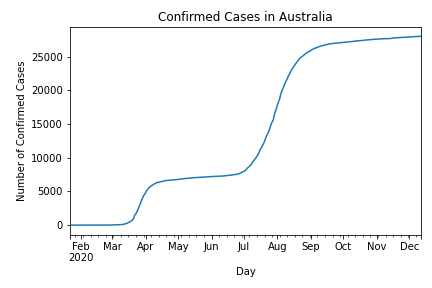 Confirmed Cases in Australia
Number of Confirmed Cases
25000
20000
15000
10000
5000
0
Feb Mar Apr May Jun Jul Aug Sep Oct Nov Dec
2020
Day